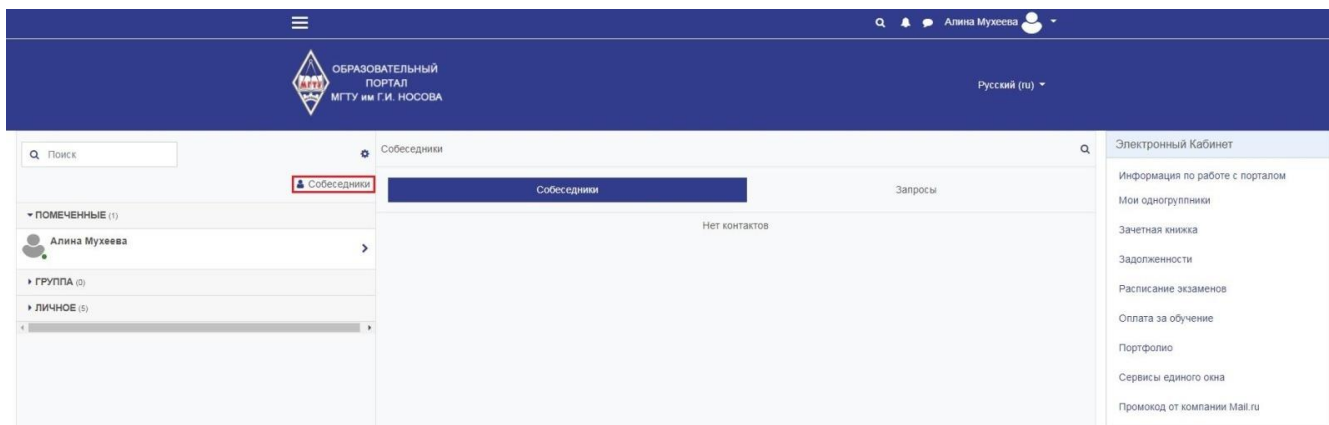 Алина Мухеева
ОБРАЗОВАТЕЛЬНЫЙ
ПОРТАЛ
МГТУ им Г.И. НОСОВА
МГТУ
Русский (ru)
Поиск
Собеседники
ПОМЕЧЕННЫЕ (1)
Алина Мухеева
ГРУППА (0)
ЛИЧНОЕ (5)
Собеседники
Собеседники
Запросы
Нет контактов
Электронный Кабинет
Информация по работе с порталом
Мои одногруппники
Зачетная книжка
Задолженности
Расписание экзаменов
Оплата за обучение
Портфолио
Сервисы единого окна
Промокод от компании Mail.ru